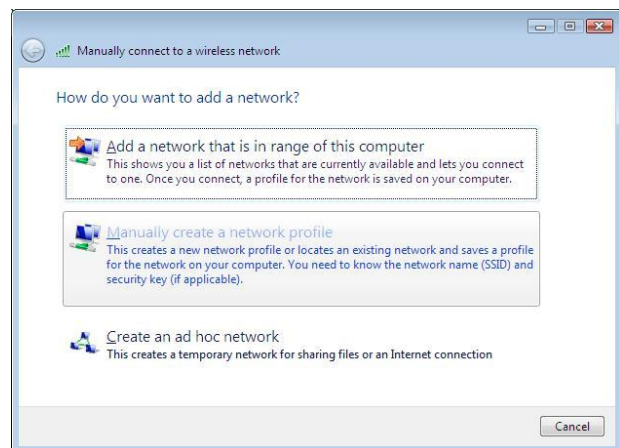 Manually connect to a wireless network
How do you want to add a network?
Add a network that is in range of this computer
This shows you a list of networks that are currently available and lets you connect
to one. Once you connect, a profile for the network is saved on your computer.
Manually create a network profile
This creates a new network profile or locates an existing network and saves a profile
for the network on your computer. You need to know the network name (SSID) and
security key (if applicable).
Create an ad hoc network
This creates a temporary network for sharing files or an Internet connection
Cancel